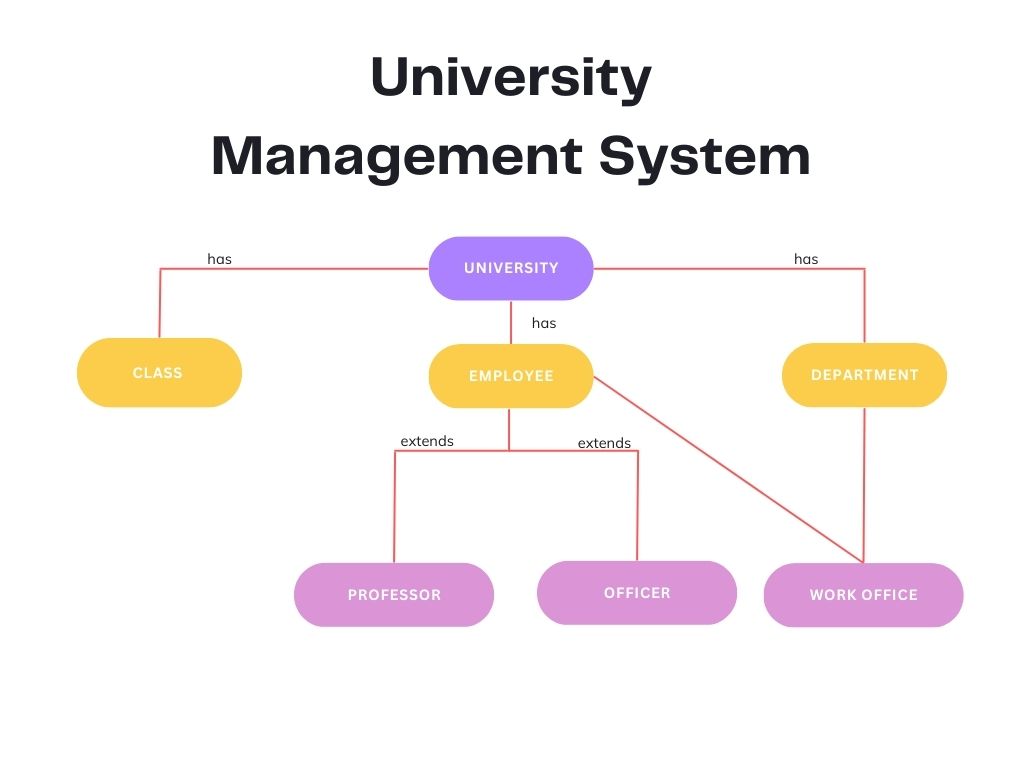 University
Management System
has
UNIVERSITY
has
has
CLASS
EMPLOYEE
DEPARTMENT
extends
extends
PROFESSOR
OFFICER
WORK OFFICE